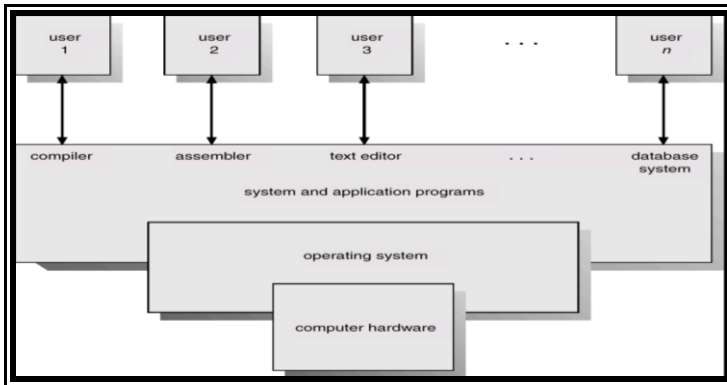 user
1
user
2
user
3
. . .
user
n
compiler
assembler
text editor
. . .
database
system
system and application programs
operating system
computer hardware